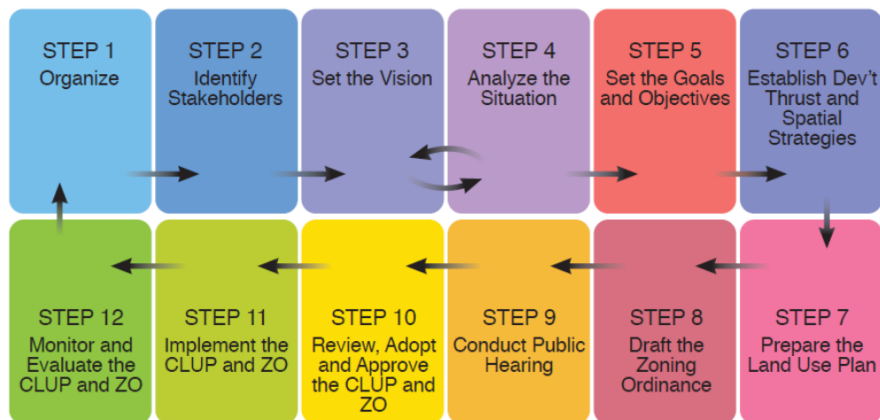 STEP 1
Organize
STEP 2
Identify
Stakeholders
STEP 3
Set the Vision
STEP 4
Analyze the
Situation
STEP 5
Set the Goals
and Objectives
STEP 6
Establish Dev't
Thrust and
Spatial
Strategies
STEP 12
Monitor and
Evaluate the
CLUP and ZO
STEP 11
Implement the
CLUP and ZO
STEP 10
Review, Adopt
and Approve
the CLUP and
ZO
STEP 9
Conduct Public
Hearing
STEP 8
Draft the
Zoning
Ordinance
STEP 7
Prepare the
Land Use Plan